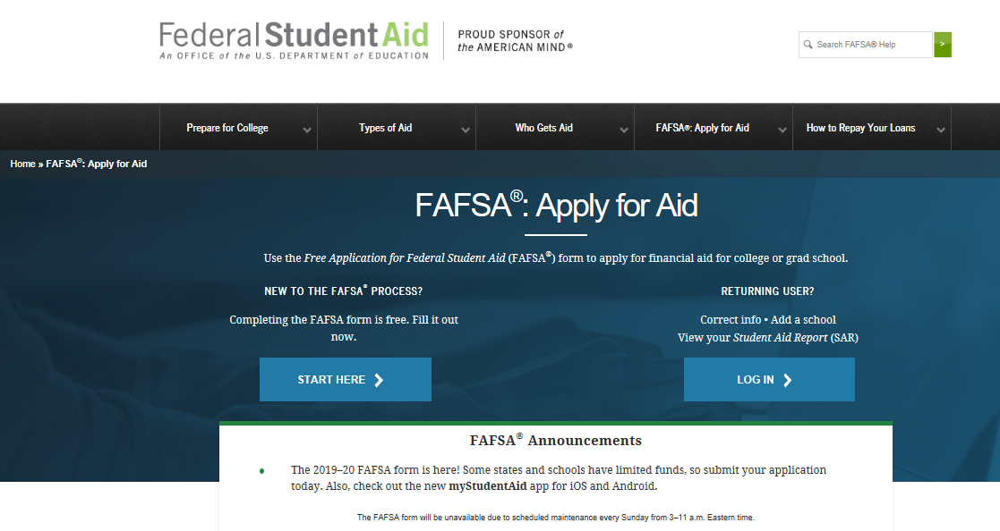 Federal Student Aid
An OFFICE of the U.S. DEPARTMENT of EDUCATION
PROUD SPONSOR of
the AMERICAN MIND®
Search FAFSA® Help
>
Prepare for College
Types of Aid
Who Gets Aid
FAFSA®: Apply for Aid
How to Repay Your Loans
Home » FAFSA®: Apply for Aid
FAFSA®: Apply for Aid
Use the Free Application for Federal Student Aid (FAFSA®) form to apply for financial aid for college or grad school.
NEW TO THE FAFSA® PROCESS?
Completing the FAFSA form is free. Fill it out
now.
START HERE
RETURNING USER?
Correct info • Add a school
View your Student Aid Report (SAR)
LOG IN
FAFSA® Announcements
• The 2019–20 FAFSA form is here! Some states and schools have limited funds, so submit your application
today. Also, check out the new myStudentAid app for iOS and Android.
The FAFSA form will be unavailable due to scheduled maintenance every Sunday from 3–11 a.m. Eastern time.